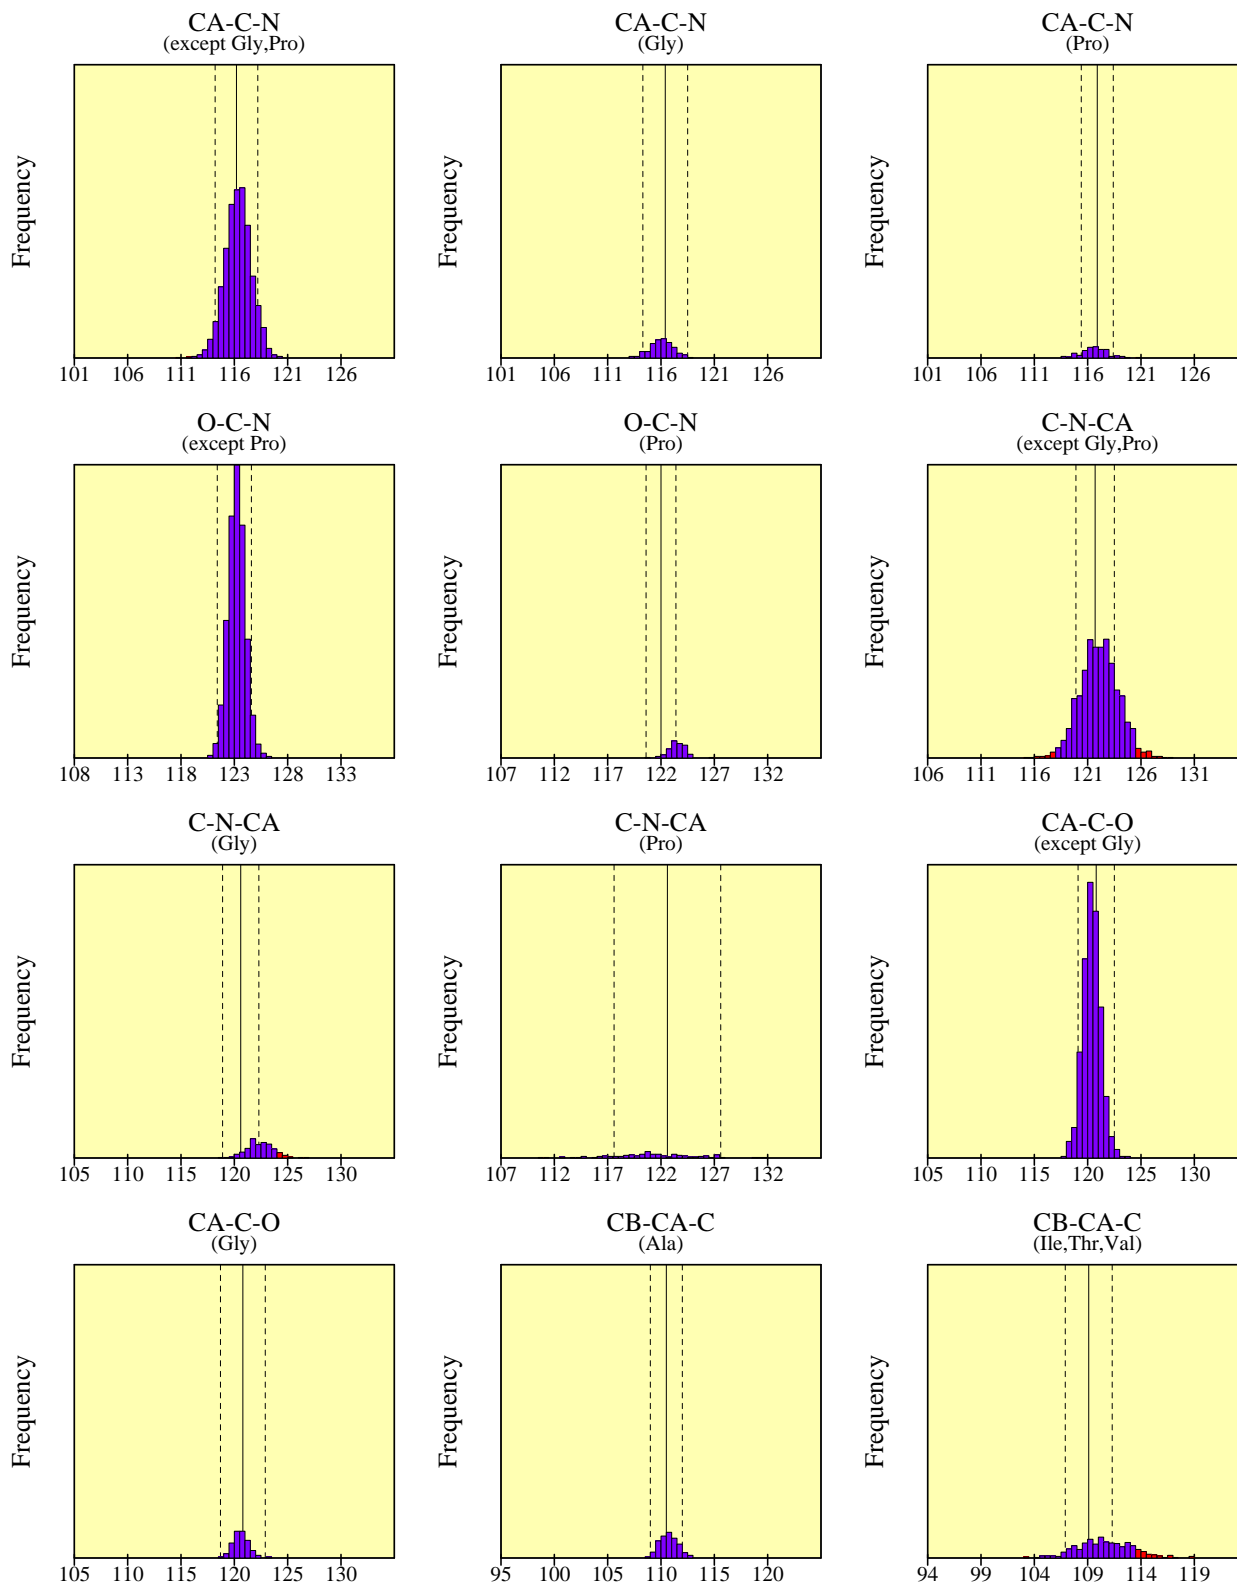 CA-C-N
(except Gly,Pro)
Frequency
101 106 111 116 121 126
CA-C-N
(Gly)
Frequency
101 106 111 116 121 126
CA-C-N
(Pro)
Frequency
101 106 111 116 121 126
O-C-N
(except Pro)
Frequency
108 113 118 123 128 133
O-C-N
(Pro)
Frequency
107 112 117 122 127 132
C-N-CA
(except Gly,Pro)
Frequency
106 111 116 121 126 131
C-N-CA
(Gly)
Frequency
105 110 115 120 125 130
C-N-CA
(Pro)
Frequency
107 112 117 122 127 132
CA-C-O
(except Gly)
Frequency
105 110 115 120 125 130
CA-C-O
(Gly)
Frequency
105 110 115 120 125 130
CB-CA-C
(Ala)
Frequency
95 100 105 110 115 120
CB-CA-C
(Ile,Thr,Val)
Frequency
94 99 104 109 114 119